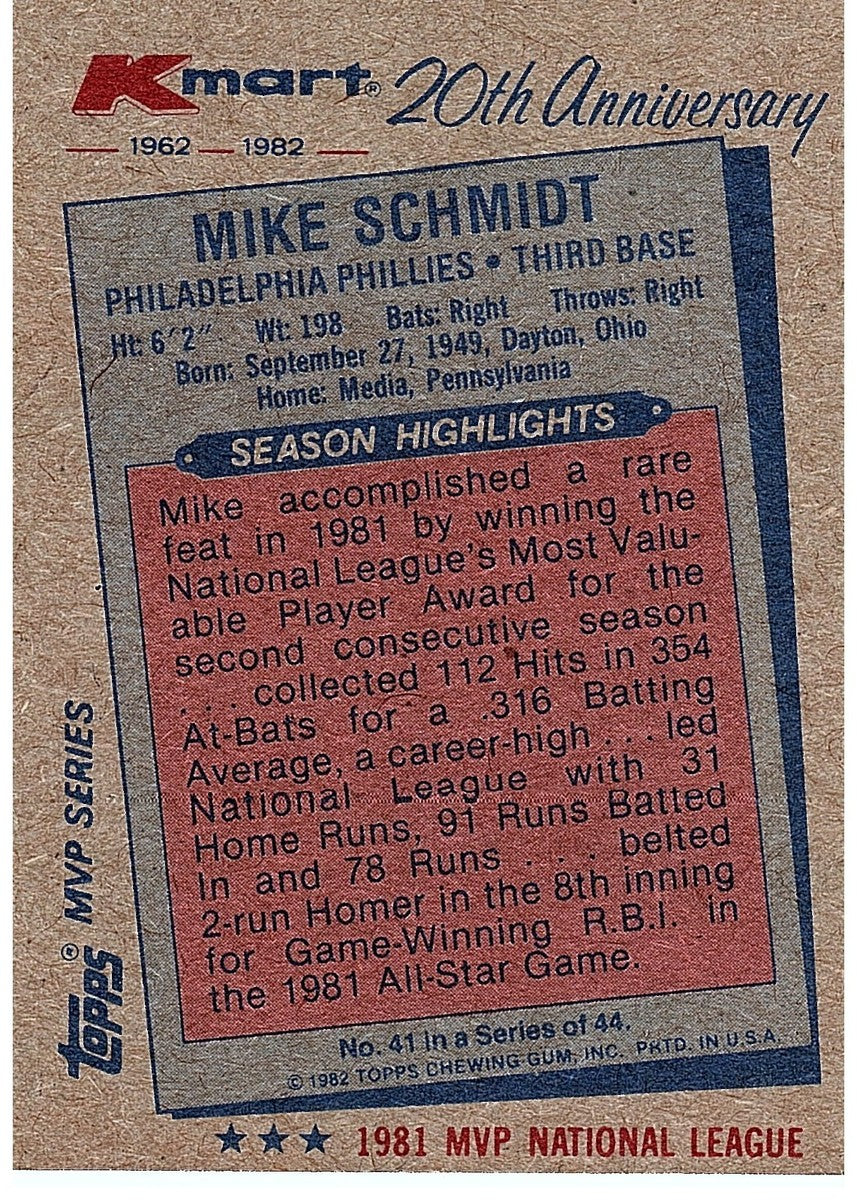 Kmart® 20th Anniversary
1962 — 1982
MIKE SCHMIDT
PHILADELPHIA PHILLIES • THIRD BASE
Ht: 6'2" Wt: 198 Bats: Right Throws: Right
Born: September 27, 1949, Dayton, Ohio
Home: Media, Pennsylvania
SEASON HIGHLIGHTS
Mike accomplished a rare
feat in 1981 by winning the
National League's Most Valu-
able Player Award for the
second consecutive season
. . . collected 112 Hits in 354
At-Bats for a .316 Batting
Average, a career-high . . . led
National League with 31
Home Runs, 91 Runs Batted
In and 78 Runs . . . belted
2-run Homer in the 8th inning
for Game-Winning R.B.I. in
the 1981 All-Star Game.
No. 41 in a Series of 44.
© 1982 TOPPS CHEWING GUM, INC. PRTD. IN U.S.A.
TOPPS® MVP SERIES
★★★ 1981 MVP NATIONAL LEAGUE